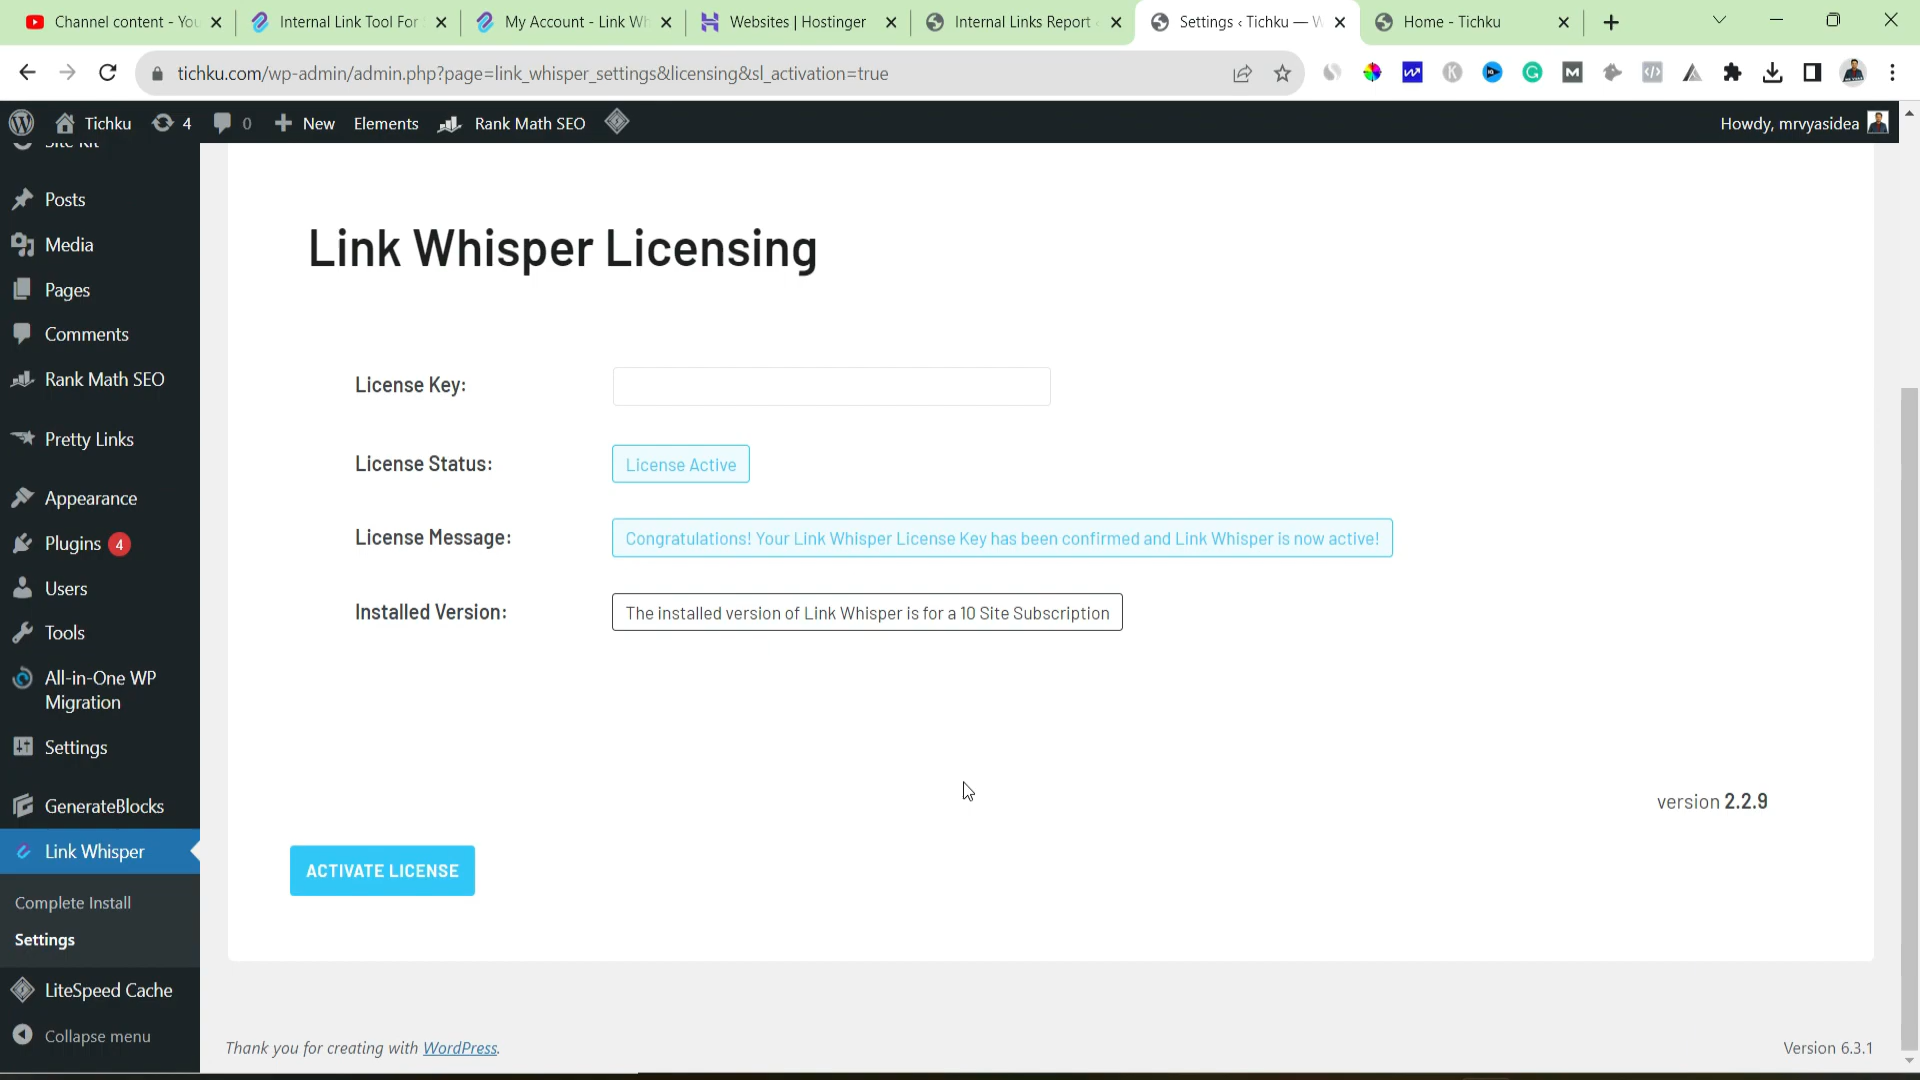 Channel content - You
Internal Link Tool For
My Account - Link Wh
Websites | Hostinger
Internal Links Report
Settings ‹ Tichku — W
Home - Tichku
tichku.com/wp-admin/admin.php?page=link_whisper_settings&licensing&sl_activation=true
Tichku
4
0
New
Elements
Rank Math SEO
Howdy, mrvyasidea
Site Kit
Posts
Media
Pages
Comments
Rank Math SEO
Pretty Links
Appearance
Plugins 4
Users
Tools
All-in-One WP
Migration
Settings
GenerateBlocks
Link Whisper
Complete Install
Settings
LiteSpeed Cache
Collapse menu
Link Whisper Licensing
License Key:
License Status:
License Active
License Message:
Congratulations! Your Link Whisper License Key has been confirmed and Link Whisper is now active!
Installed Version:
The installed version of Link Whisper is for a 10 Site Subscription
version 2.2.9
ACTIVATE LICENSE
Thank you for creating with WordPress.
Version 6.3.1